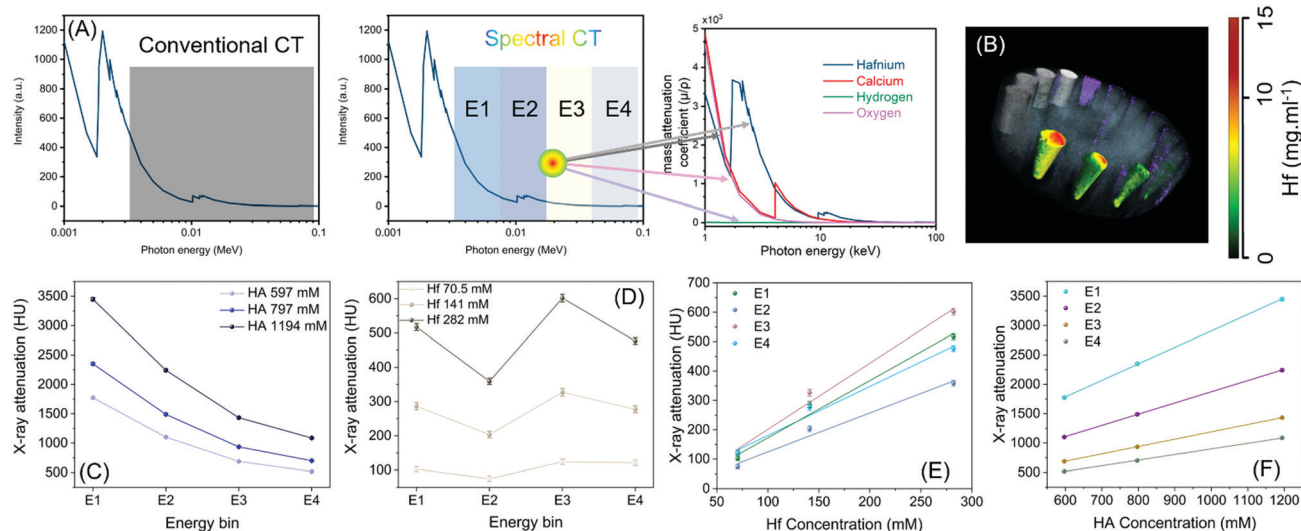 (A)
Conventional CT
Intensity (a.u.)
1200
1000
800
600
400
200
0
-200
0.001
0.01
0.1
Photon energy (MeV)
Spectral CT
Intensity (a.u.)
1200
1000
800
600
400
200
0
-200
E1
E2
E3
E4
0.001
0.01
0.1
Photon energy (MeV)
×10³
mass attenuation
coefficient (μ/ρ)
5
4
3
2
1
0
Hafnium
Calcium
Hydrogen
Oxygen
1
10
100
Photon energy (keV)
(B)
15
10
5
0
Hf (mg.ml⁻¹)
X-ray attenuation (HU)
3500
3000
2500
2000
1500
1000
500
HA 597 mM
HA 797 mM
HA 1194 mM
(C)
E1
E2
E3
E4
Energy bin
X-ray attenuation (HU)
600
500
400
300
200
100
Hf 70.5 mM
Hf 141 mM
Hf 282 mM
(D)
E1
E2
E3
E4
Energy bin
X-ray attenuation (HU)
700
600
500
400
300
200
100
0
E1
E2
E3
E4
(E)
50
100
150
200
250
300
Hf Concentration (mM)
X-ray attenuation
3500
3000
2500
2000
1500
1000
500
E1
E2
E3
E4
(F)
600
700
800
900
1000
1100
1200
HA Concentration (mM)